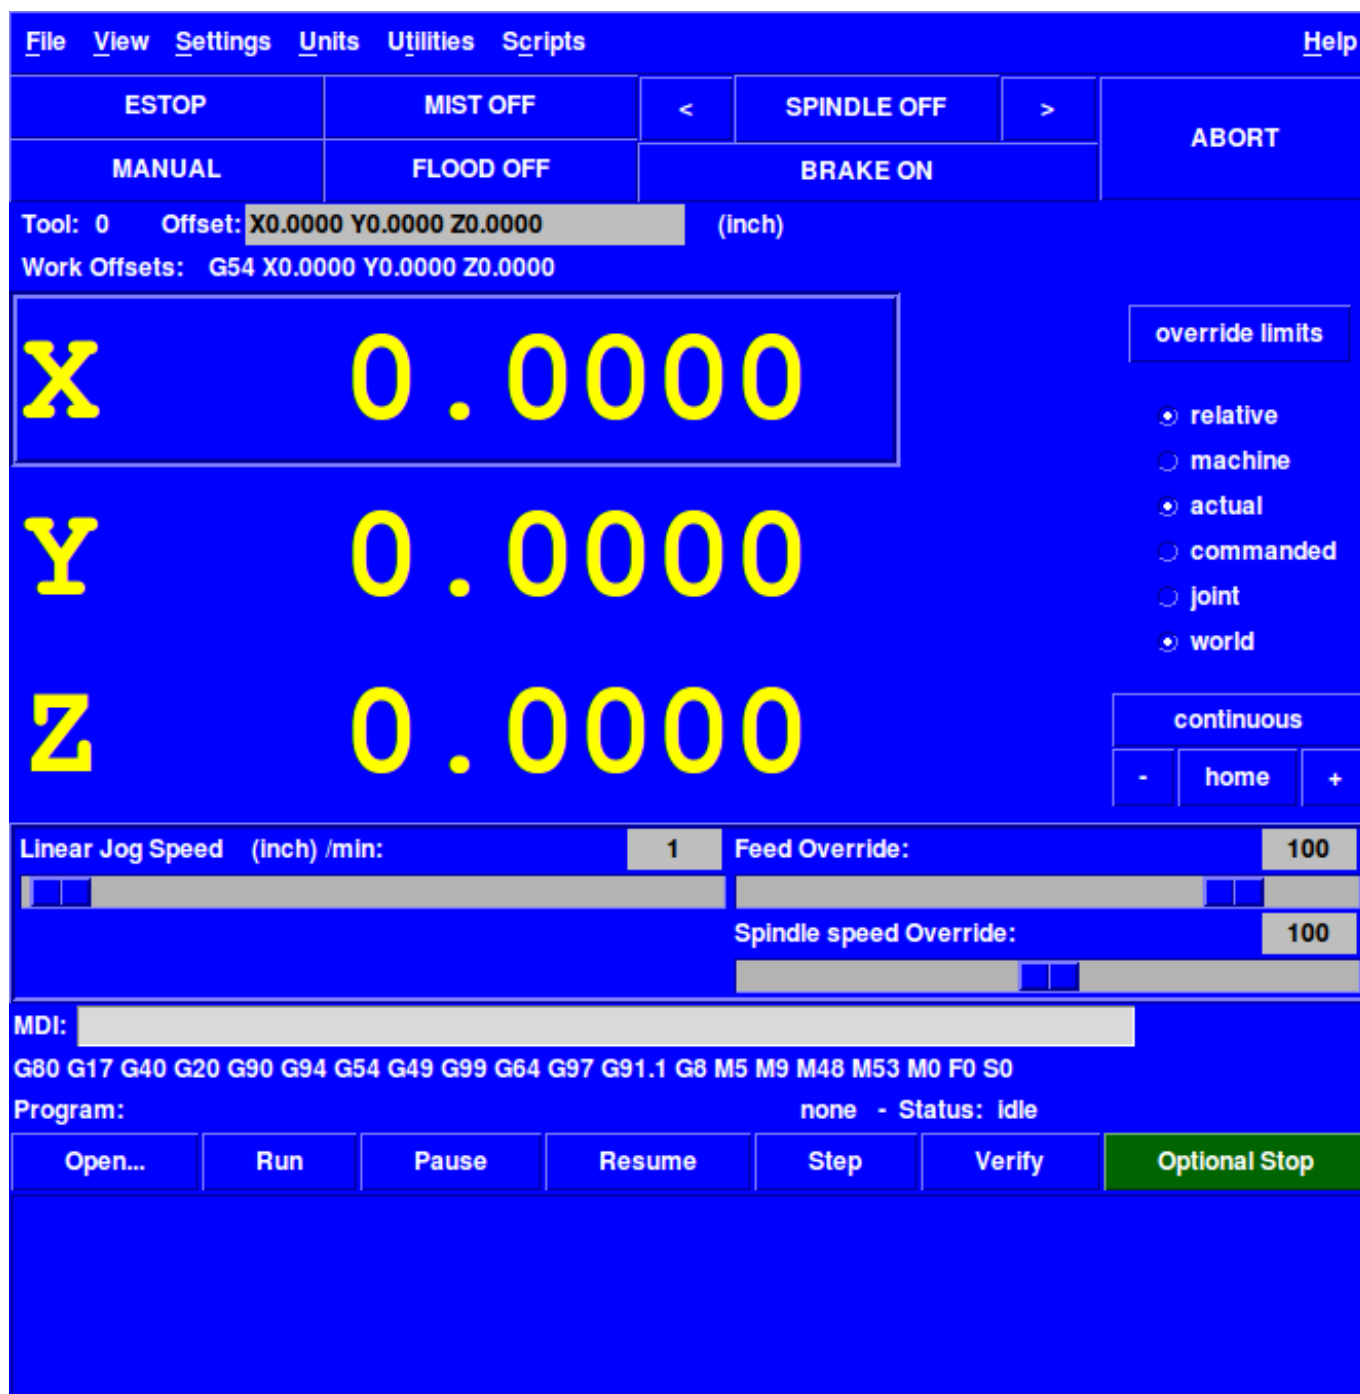 File View Settings Units Utilities Scripts Help
ESTOP MIST OFF < SPINDLE OFF > ABORT
MANUAL FLOOD OFF BRAKE ON
Tool: 0 Offset: X0.0000 Y0.0000 Z0.0000 (inch)
Work Offsets: G54 X0.0000 Y0.0000 Z0.0000
X 0.0000
override limits
relative
machine
Y 0.0000
actual
commanded
joint
world
Z 0.0000
continuous
- home +
Linear Jog Speed (inch) /min: 1 Feed Override: 100
Spindle speed Override: 100
MDI:
G80 G17 G40 G20 G90 G94 G54 G49 G99 G64 G97 G91.1 G8 M5 M9 M48 M53 M0 F0 S0
Program: none - Status: idle
Open... Run Pause Resume Step Verify Optional Stop